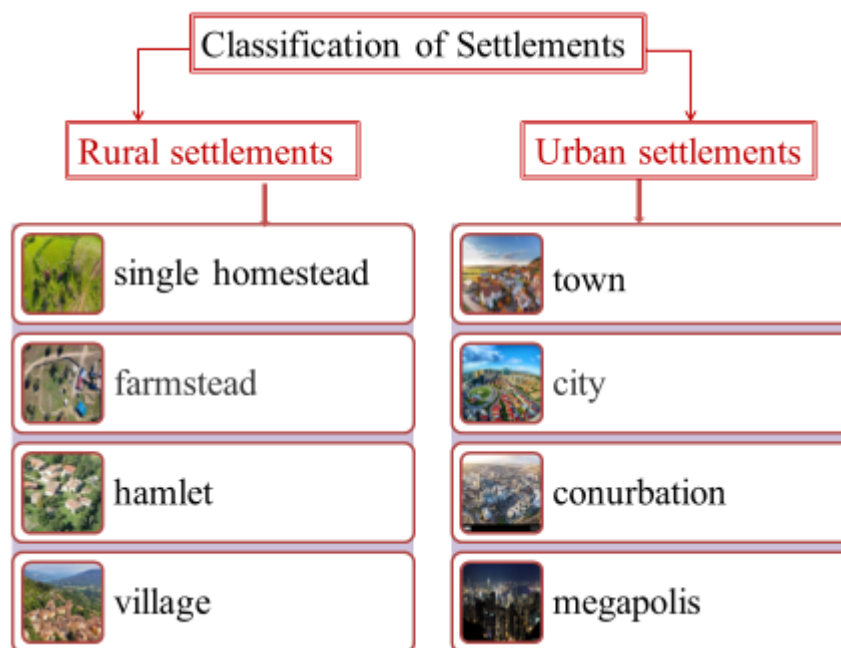 Classification of Settlements
Rural settlements
Urban settlements
single homestead
farmstead
hamlet
village
town
city
conurbation
megapolis